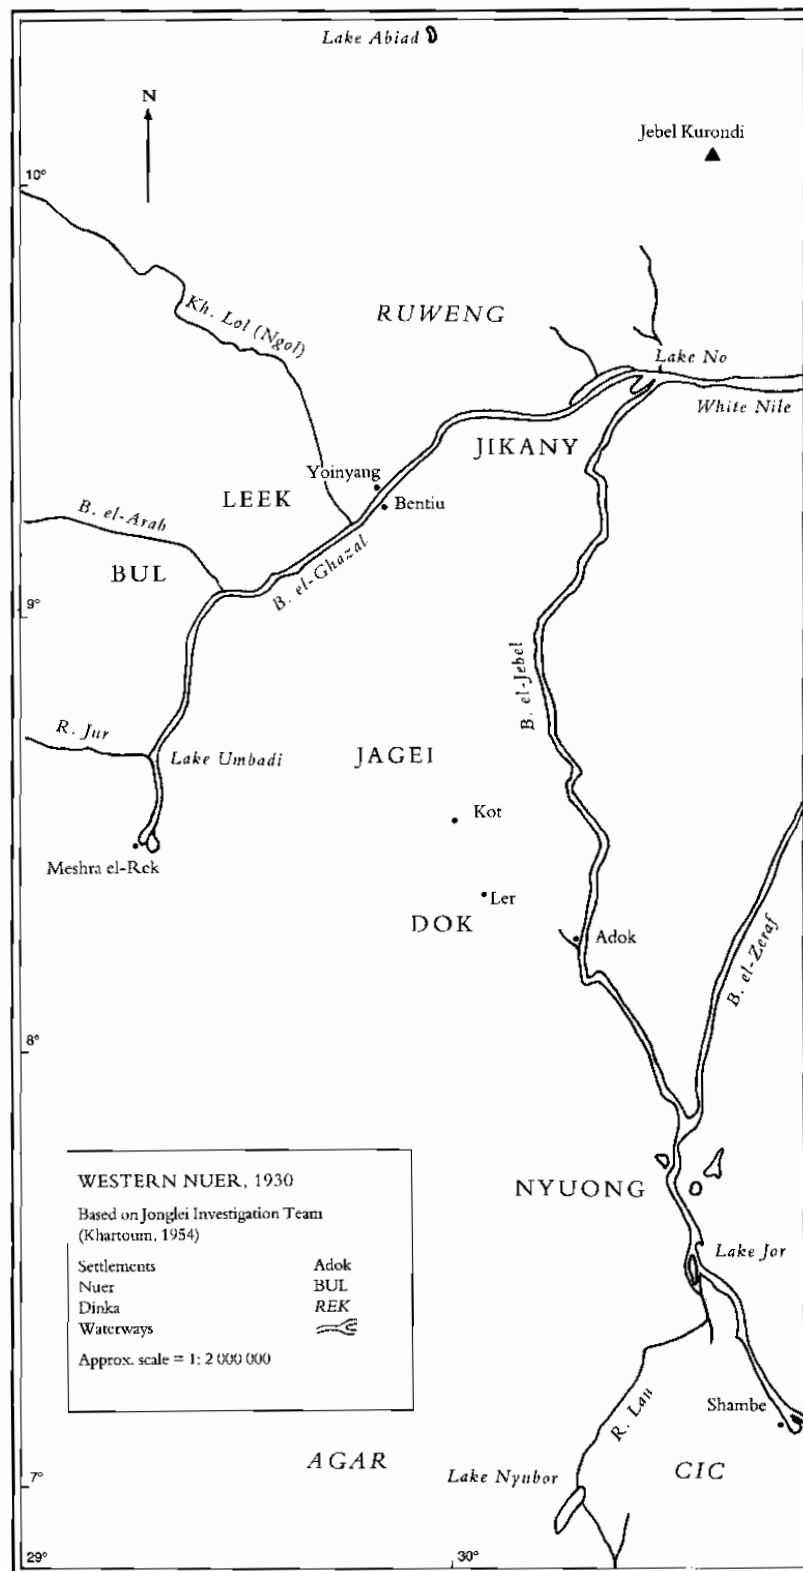 Lake Abiad
N
Jebel Kurondi
10°
Kh. Lol (Ngol)
RUWENG
Lake No
White Nile
JIKANY
Yoinyang
LEEK
Bentiu
B. el-Arab
B. el-Ghazal
BUL
9°
B. el-Jebel
R. Jur
Lake Umbadi
JAGEI
Kot
Meshra el-Rek
Ler
DOK
Adok
B. el-Zeraf
8°
WESTERN NUER, 1930
Based on Jonglei Investigation Team
(Khartoum, 1954)
Settlements Adok
Nuer BUL
Dinka REK
Waterways
Approx. scale = 1: 2 000 000
NYUONG
Lake Jor
Shambe
R. Lau
AGAR
Lake Nyubor
CIC
7°
29°
30°